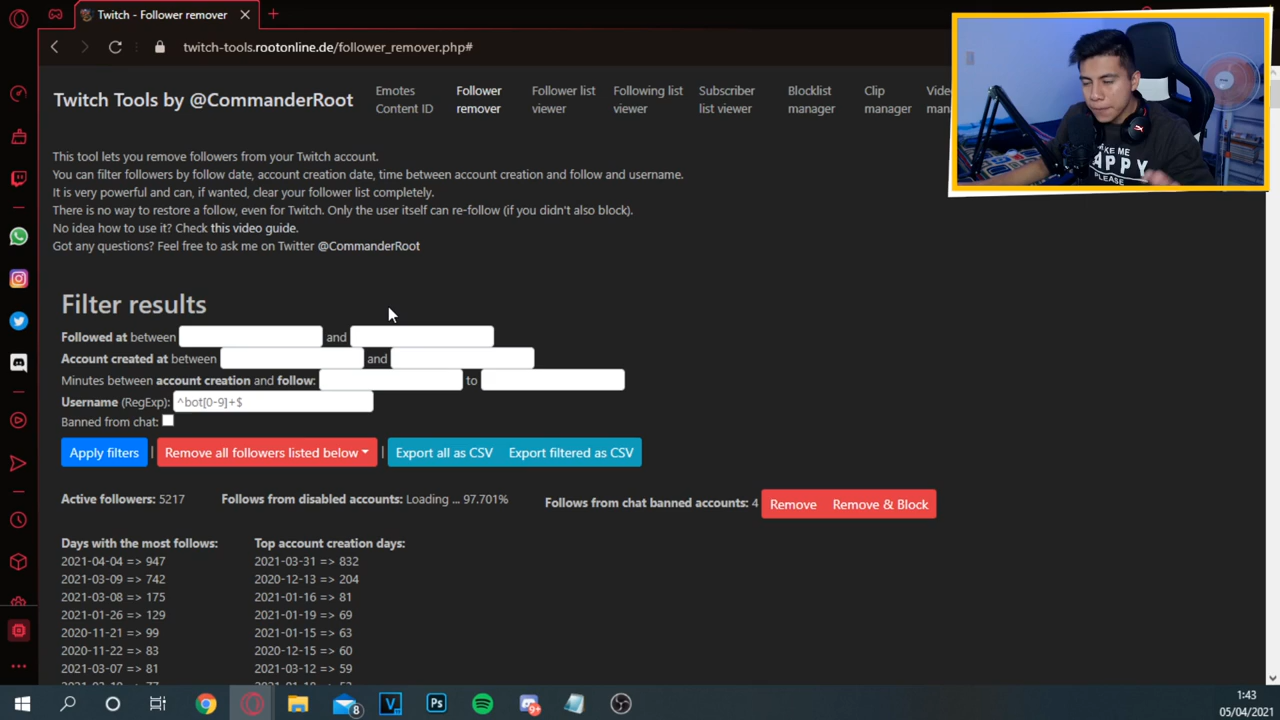 Twitch - Follower remover
twitch-tools.rootonline.de/follower_remover.php#
Twitch Tools by @CommanderRoot
Emotes Content ID
Follower remover
Follower list viewer
Following list viewer
Subscriber list viewer
Blocklist manager
Clip manager
This tool lets you remove followers from your Twitch account.
You can filter followers by follow date, account creation date, time between account creation and follow and username.
It is very powerful and can, if wanted, clear your follower list completely.
There is no way to restore a follow, even for Twitch. Only the user itself can re-follow (if you didn't also block).
No idea how to use it? Check this video guide.
Got any questions? Feel free to ask me on Twitter @CommanderRoot
APPY
PLEASE
Filter results
Followed at between and
Account created at between and
Minutes between account creation and follow: to
Username (RegExp): ^bot[0-9]+$
Banned from chat:
Apply filters | Remove all followers listed below | Export all as CSV Export filtered as CSV
Active followers: 5217 Follows from disabled accounts: Loading ... 97.701% Follows from chat banned accounts: 4 Remove Remove & Block
Days with the most follows: Top account creation days:
2021-04-04 => 947 2021-03-31 => 832
2021-03-09 => 742 2020-12-13 => 204
2021-03-08 => 175 2021-01-16 => 81
2021-01-26 => 129 2021-01-19 => 69
2020-11-21 => 99 2021-01-15 => 63
2020-11-22 => 83 2020-12-15 => 60
2021-03-07 => 81 2021-03-12 => 59
8
1:43
05/04/2021